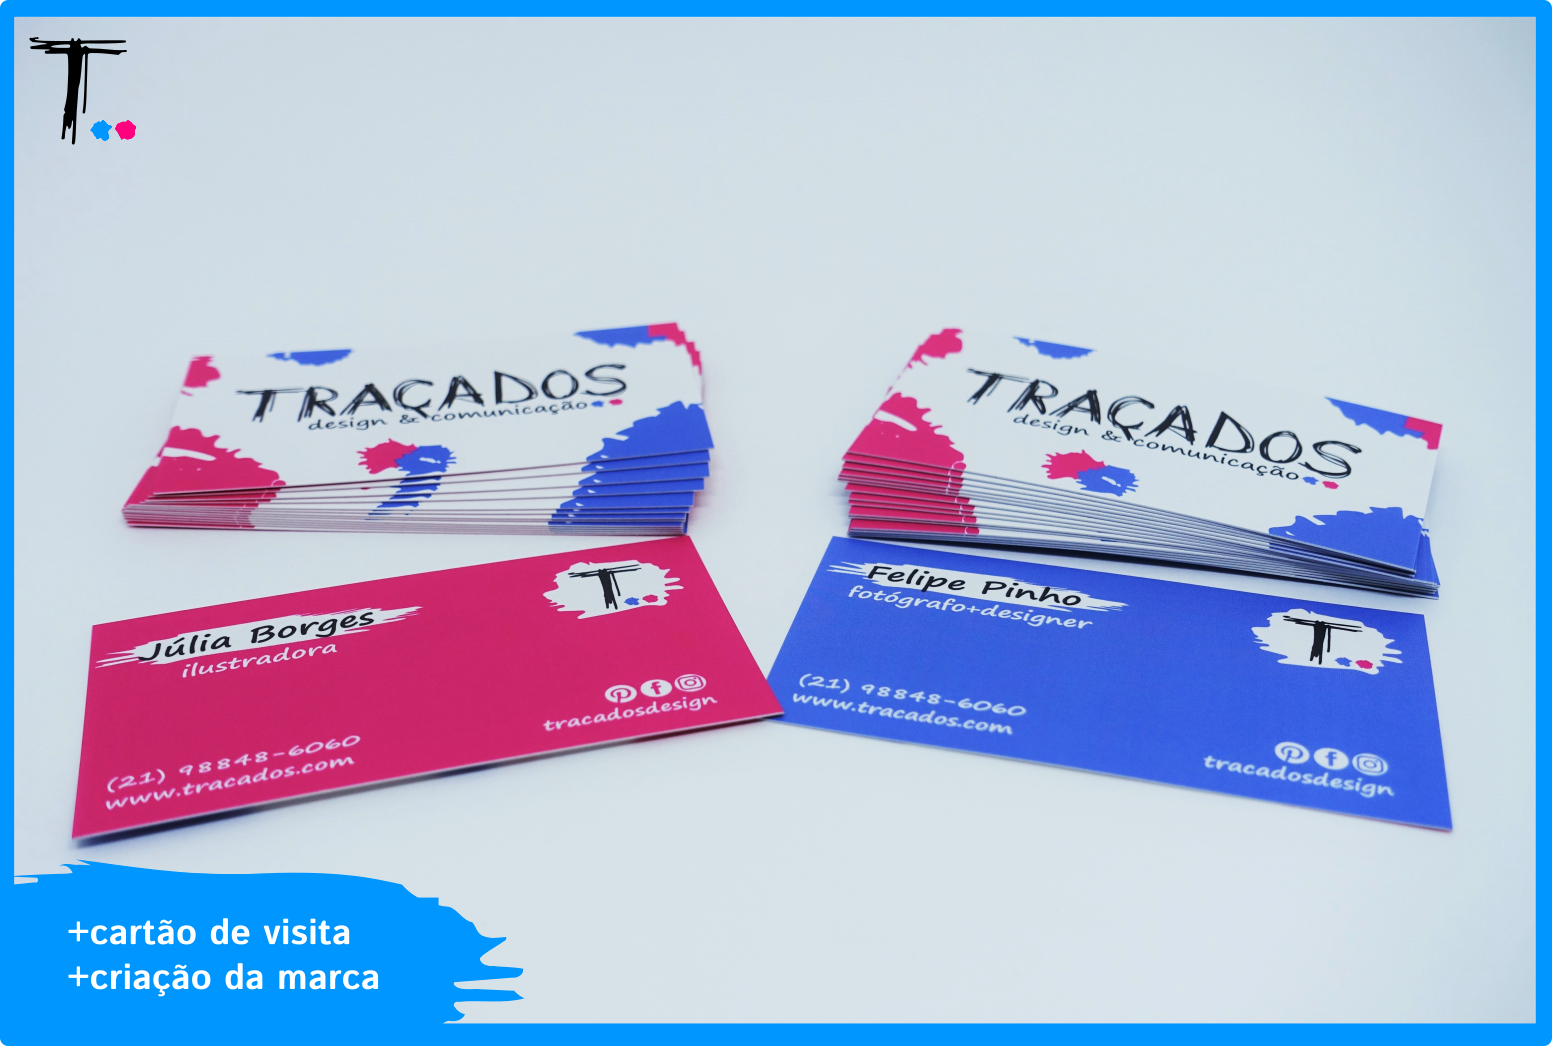 T..
TRAÇADOS
design & comunicação
TRAÇADOS
design & comunicação
Júlia Borges
ilustradora
T..
tracadosdesign
(21) 98848-6060
www.tracados.com
Felipe Pinho
fotógrafo+designer
T..
(21) 98848-6060
www.tracados.com
tracadosdesign
+cartão de visita
+criação da marca